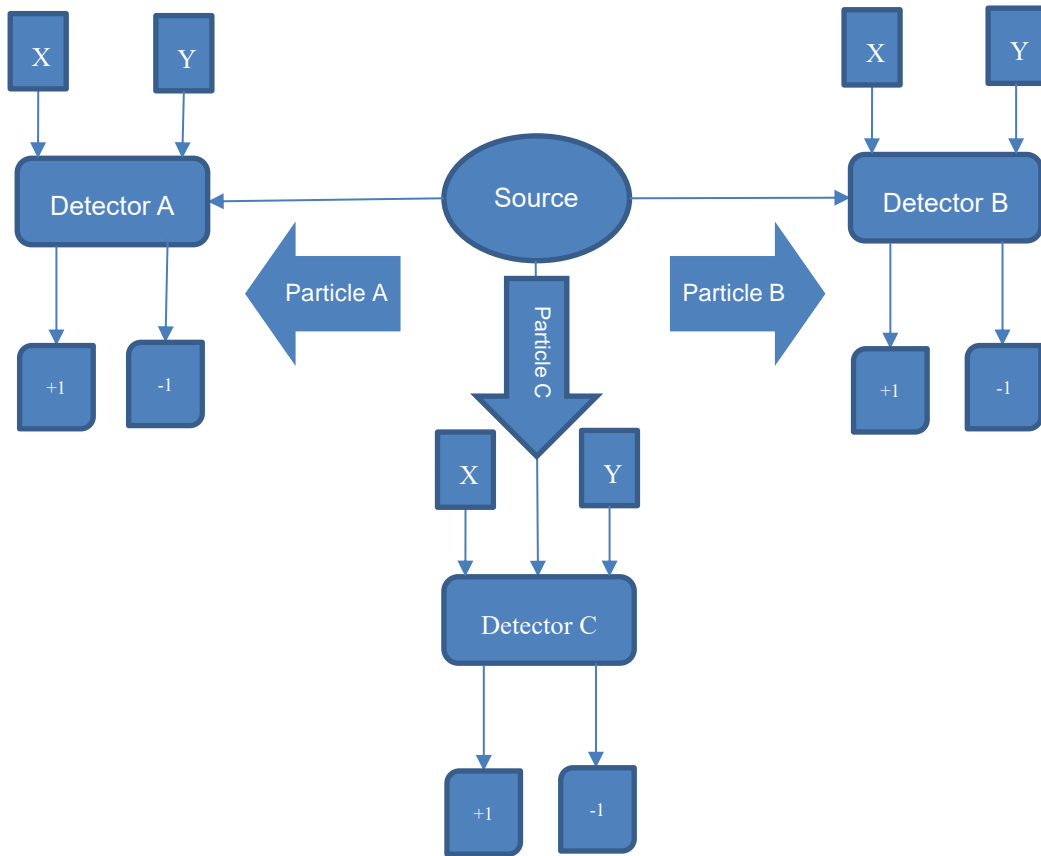 X
Y
X
Y
Source
Detector A
Detector B
Particle A
Particle B
Particle C
+1
-1
+1
-1
X
Y
Detector C
+1
-1